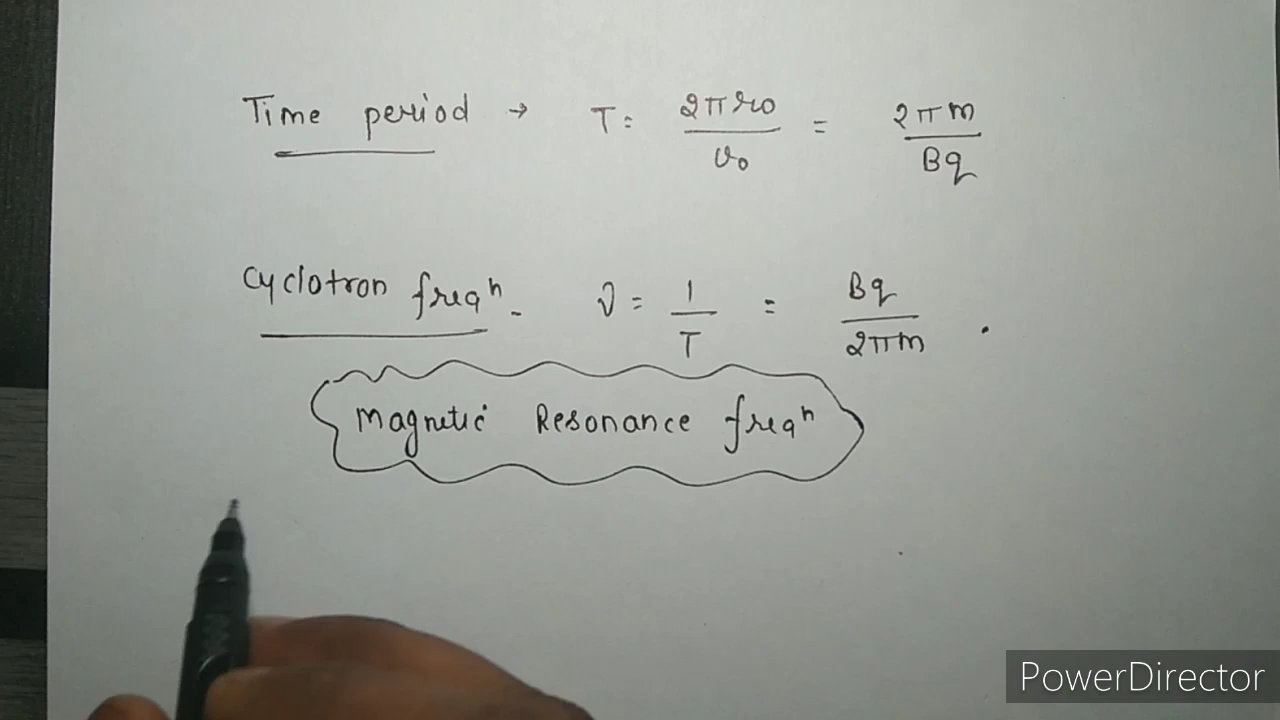 Time period → T = 2πr0 / v0 = 2πm / Bq
Cyclotron freqⁿ - ν = 1 / T = Bq / 2πm .
Magnetic Resonance freqⁿ
PowerDirector